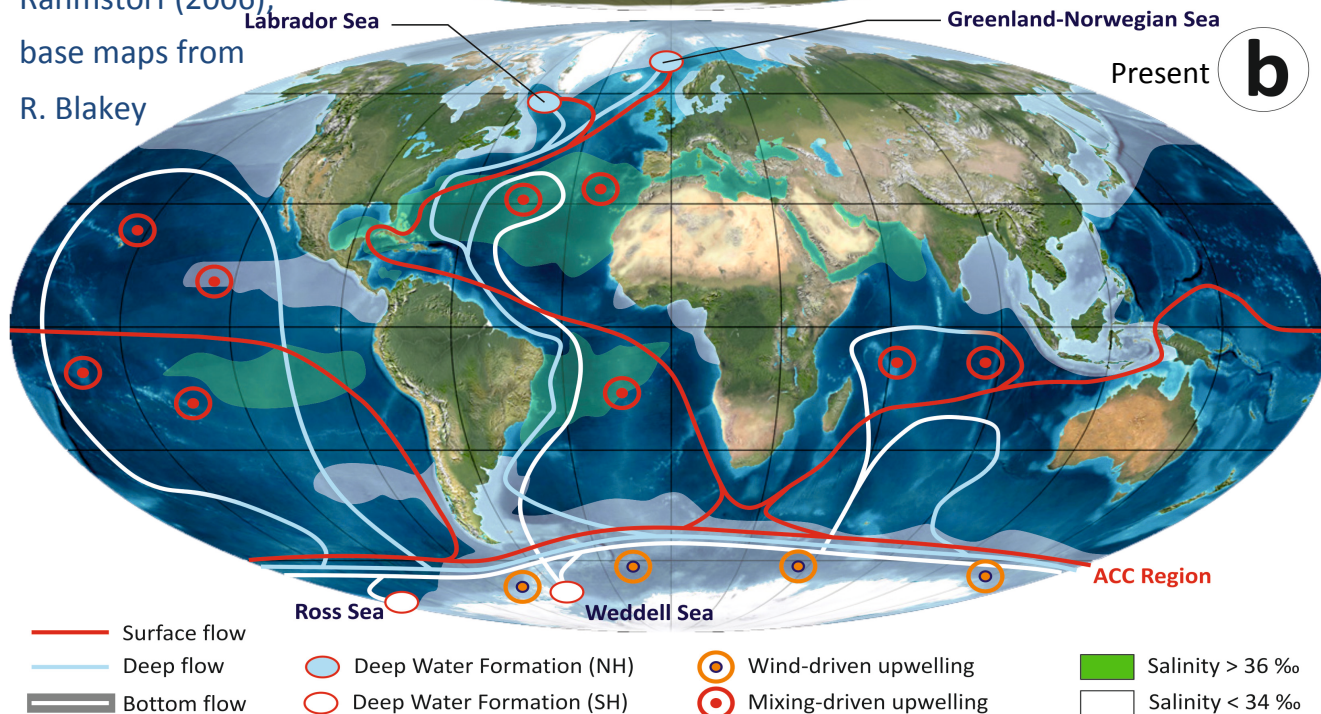 Rahmstorf (2006),
base maps from
R. Blakey
Labrador Sea
Greenland-Norwegian Sea
Present
b
ACC Region
Ross Sea
Weddell Sea
Surface flow
Deep flow
Bottom flow
Deep Water Formation (NH)
Deep Water Formation (SH)
Wind-driven upwelling
Mixing-driven upwelling
Salinity > 36 ‰
Salinity < 34 ‰